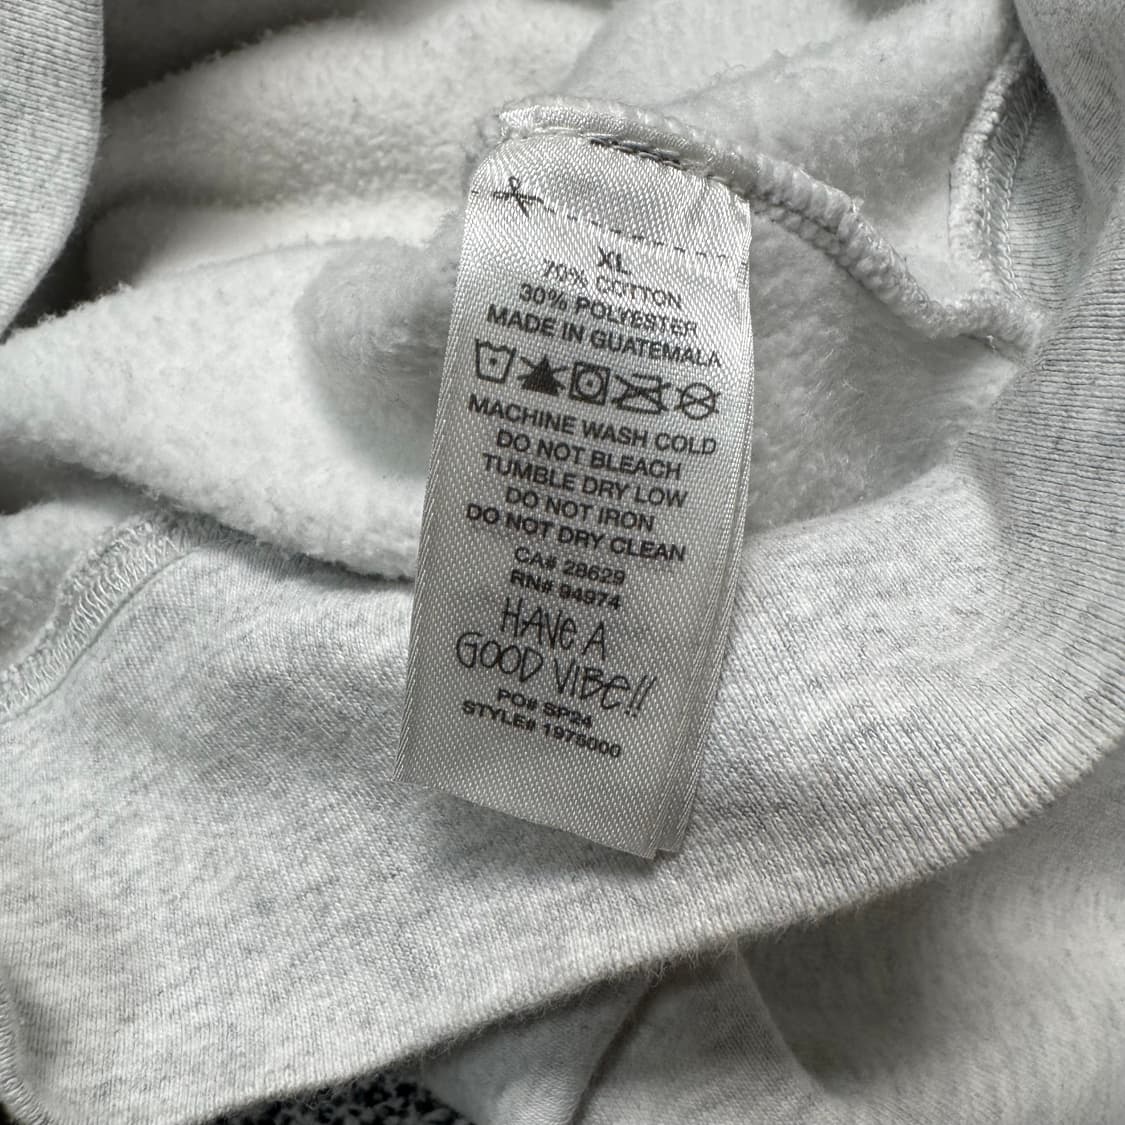 XL
70% COTTON
30% POLYESTER
MADE IN GUATEMALA
MACHINE WASH COLD
DO NOT BLEACH
TUMBLE DRY LOW
DO NOT IRON
DO NOT DRY CLEAN
CA# 28629
RN# 94974
HAVe A
GOOD VIBe!!
PO# SP24
STYLE# 1975000